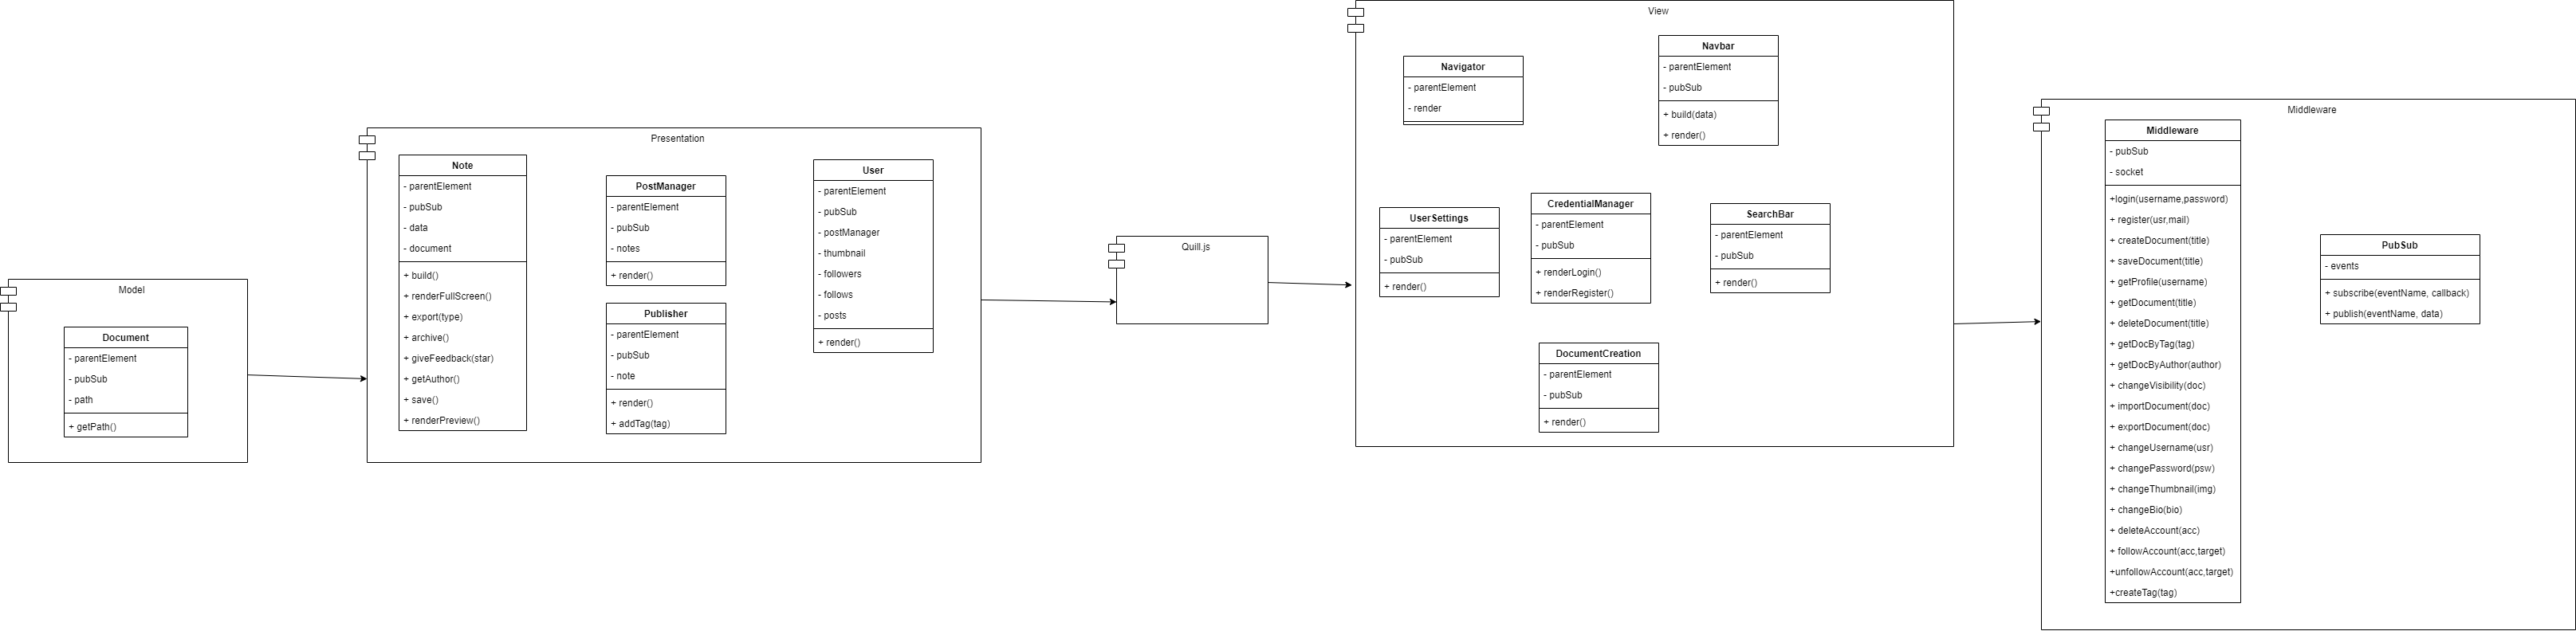 Model
Document
- parentElement
- pubSub
- path
+ getPath()
Presentation
Note
- parentElement
- pubSub
- data
- document
+ build()
+ renderFullScreen()
+ export(type)
+ archive()
+ giveFeedback(star)
+ getAuthor()
+ save()
+ renderPreview()
PostManager
- parentElement
- pubSub
- notes
+ render()
Publisher
- parentElement
- pubSub
- note
+ render()
+ addTag(tag)
User
- parentElement
- pubSub
- postManager
- thumbnail
- followers
- follows
- posts
+ render()
Quill.js
View
Navigator
- parentElement
- render
Navbar
- parentElement
- pubSub
+ build(data)
+ render()
UserSettings
- parentElement
- pubSub
+ render()
CredentialManager
- parentElement
- pubSub
+ renderLogin()
+ renderRegister()
SearchBar
- parentElement
- pubSub
+ render()
DocumentCreation
- parentElement
- pubSub
+ render()
Middleware
Middleware
- pubSub
- socket
+login(username,password)
+ register(usr,mail)
+ createDocument(title)
+ saveDocument(title)
+ getProfile(username)
+ getDocument(title)
+ deleteDocument(title)
+ getDocByTag(tag)
+ getDocByAuthor(author)
+ changeVisibility(doc)
+ importDocument(doc)
+ exportDocument(doc)
+ changeUsername(usr)
+ changePassword(psw)
+ changeThumbnail(img)
+ changeBio(bio)
+ deleteAccount(acc)
+ followAccount(acc,target)
+unfollowAccount(acc,target)
+createTag(tag)
PubSub
- events
+ subscribe(eventName, callback)
+ publish(eventName, data)